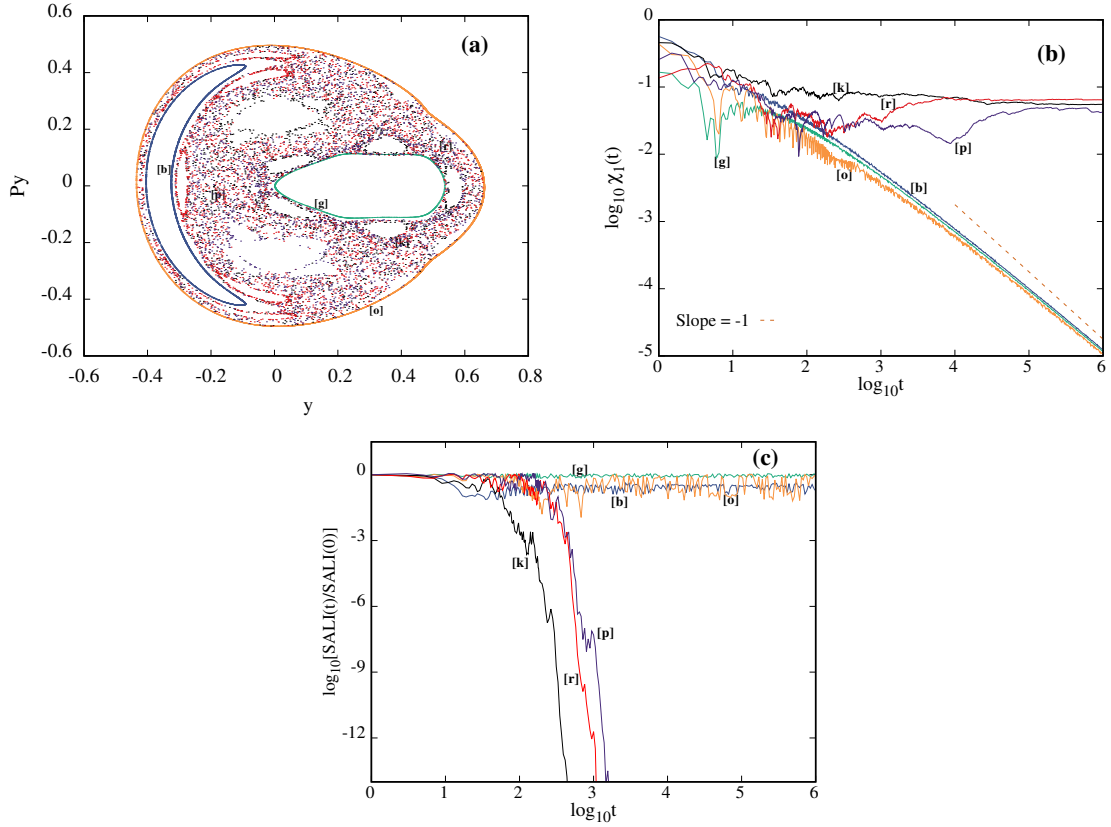 (a)
Py
0.6
0.4
0.2
0
-0.2
-0.4
-0.6
-0.6 -0.4 -0.2 0 0.2 0.4 0.6 0.8
y
[b]
[p]
[g]
[r]
[k]
[o]
(b)
log₁₀ χ₁(t)
0
-1
-2
-3
-4
-5
0 1 2 3 4 5 6
log₁₀t
[k]
[r]
[g]
[o]
[p]
[b]
Slope = -1
(c)
log₁₀[SALI(t)/SALI(0)]
0
-3
-6
-9
-12
0 1 2 3 4 5 6
log₁₀t
[g]
[b]
[o]
[k]
[p]
[r]